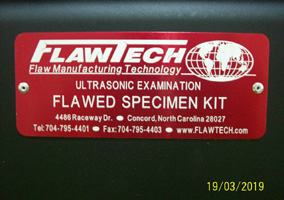 FLAWTECH
Flaw Manufacturing Technology
ULTRASONIC EXAMINATION
FLAWED SPECIMEN KIT
4486 Raceway Dr. • Concord, North Carolina 28027
Tel: 704-795-4401 • Fax: 704-795-4403 • www.FLAWTECH.com
19/03/2019